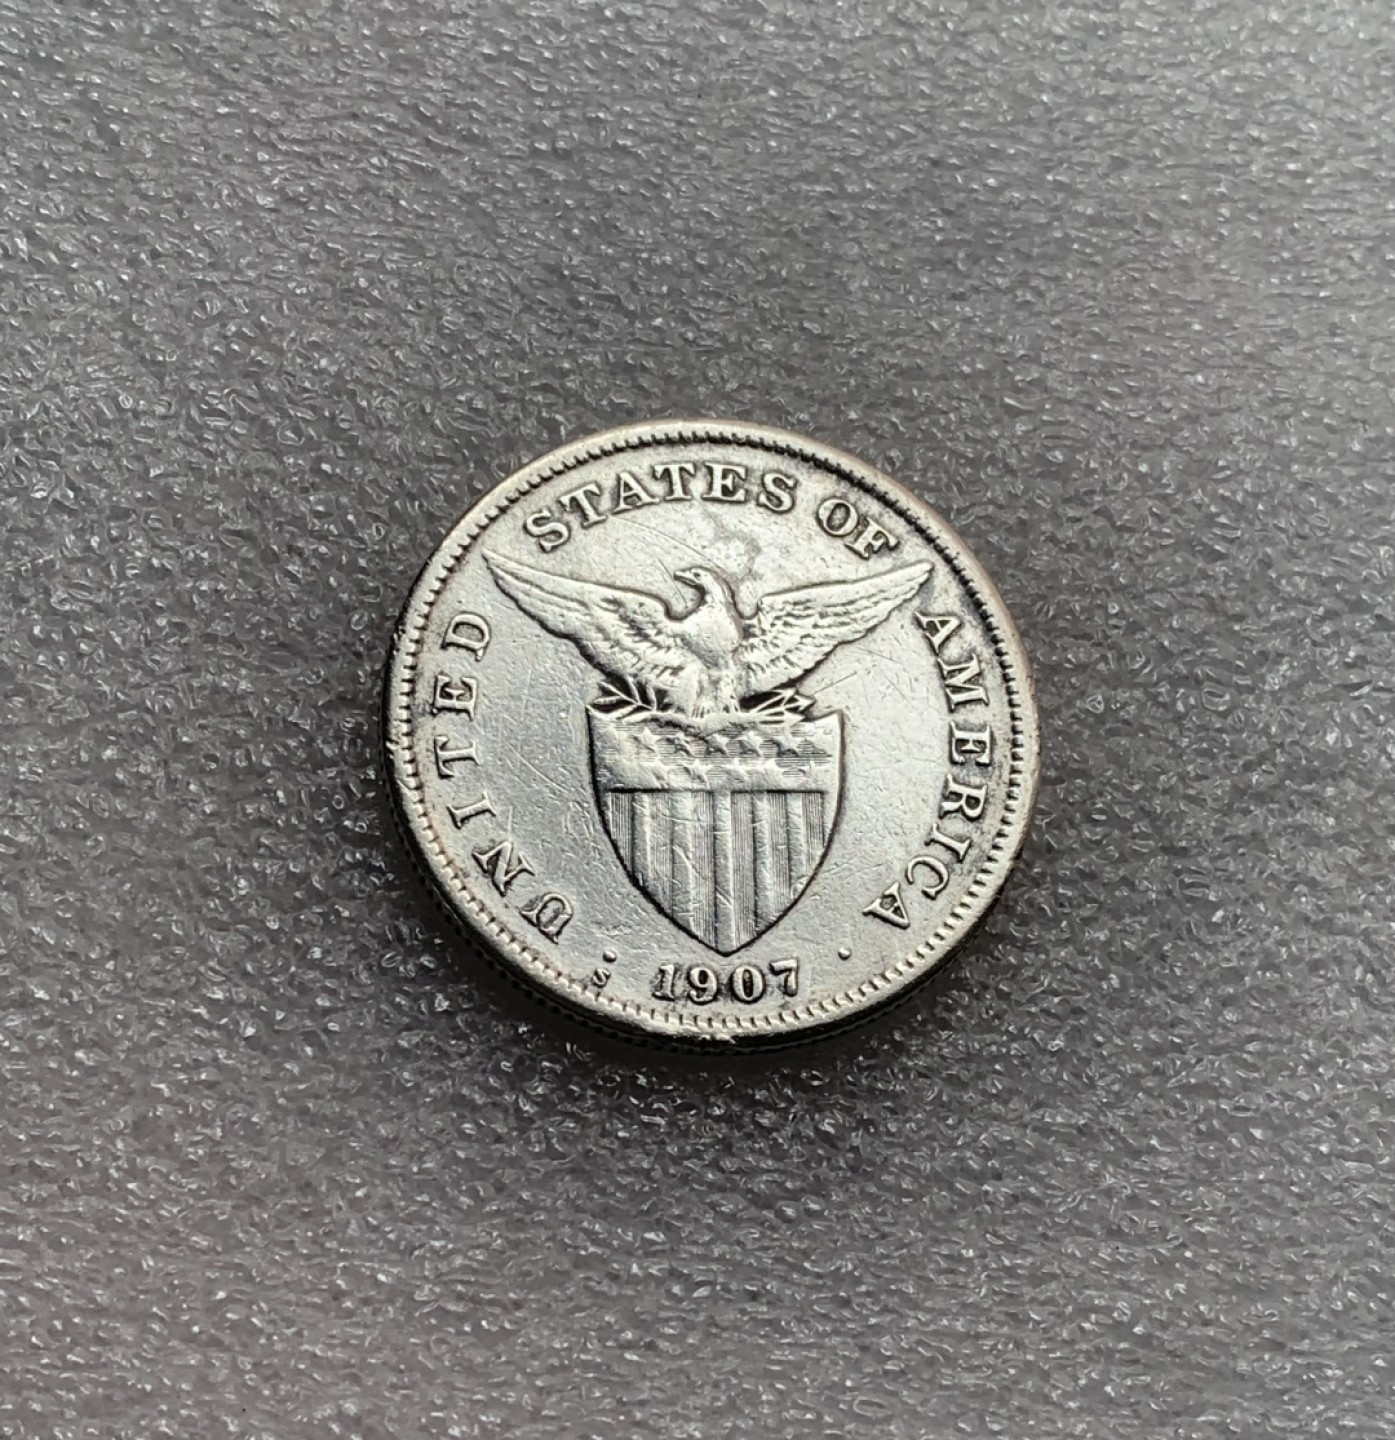 UNITED STATES OF AMERICA
S
1907